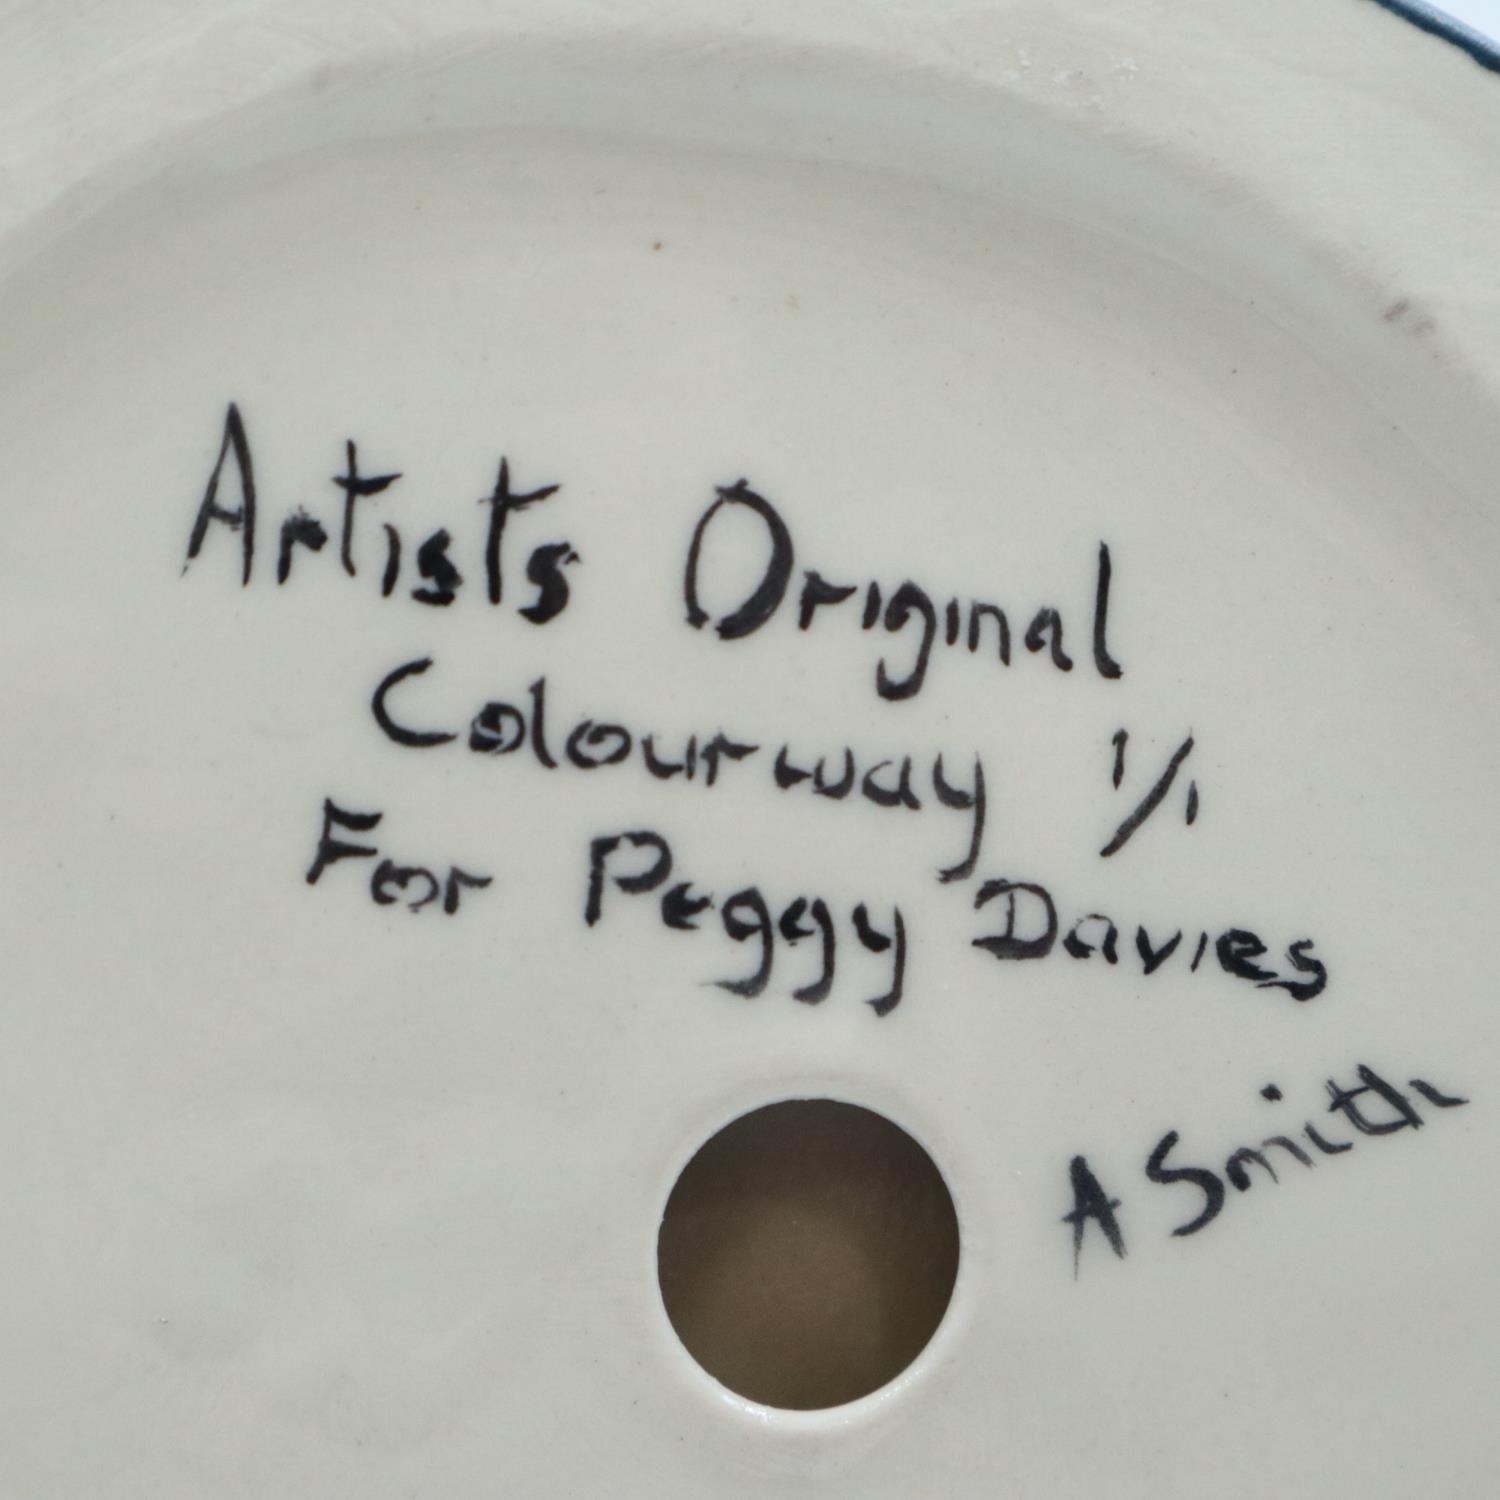 Artists Original
Colourway 1/1
For Peggy Davies
A Smith